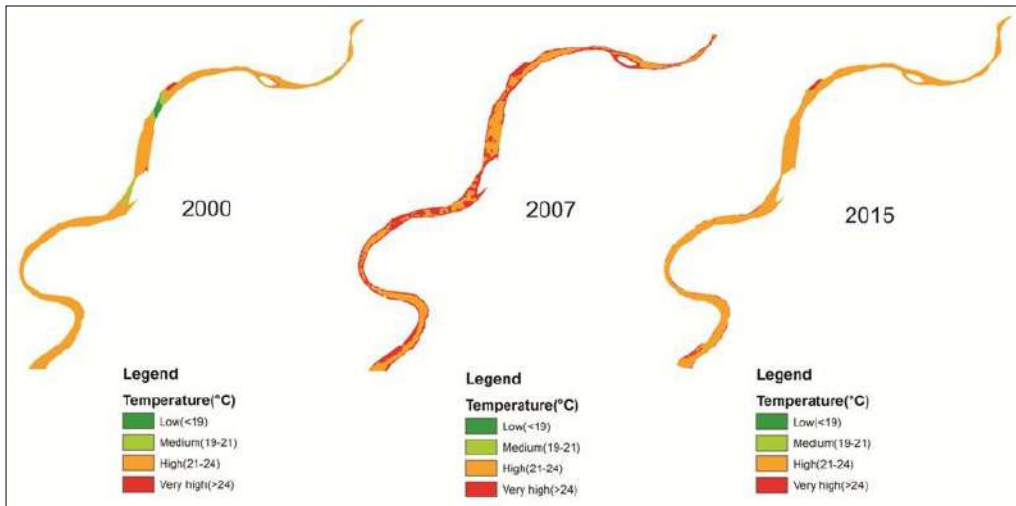 2000
2007
2015
Legend
Temperature(°C)
Low(<19)
Medium(19-21)
High(21-24)
Very high(>24)
Legend
Temperature(°C)
Low(<19)
Medium(19-21)
High(21-24)
Very high(>24)
Legend
Temperature(°C)
Low(<19)
Medium(19-21)
High(21-24)
Very high(>24)